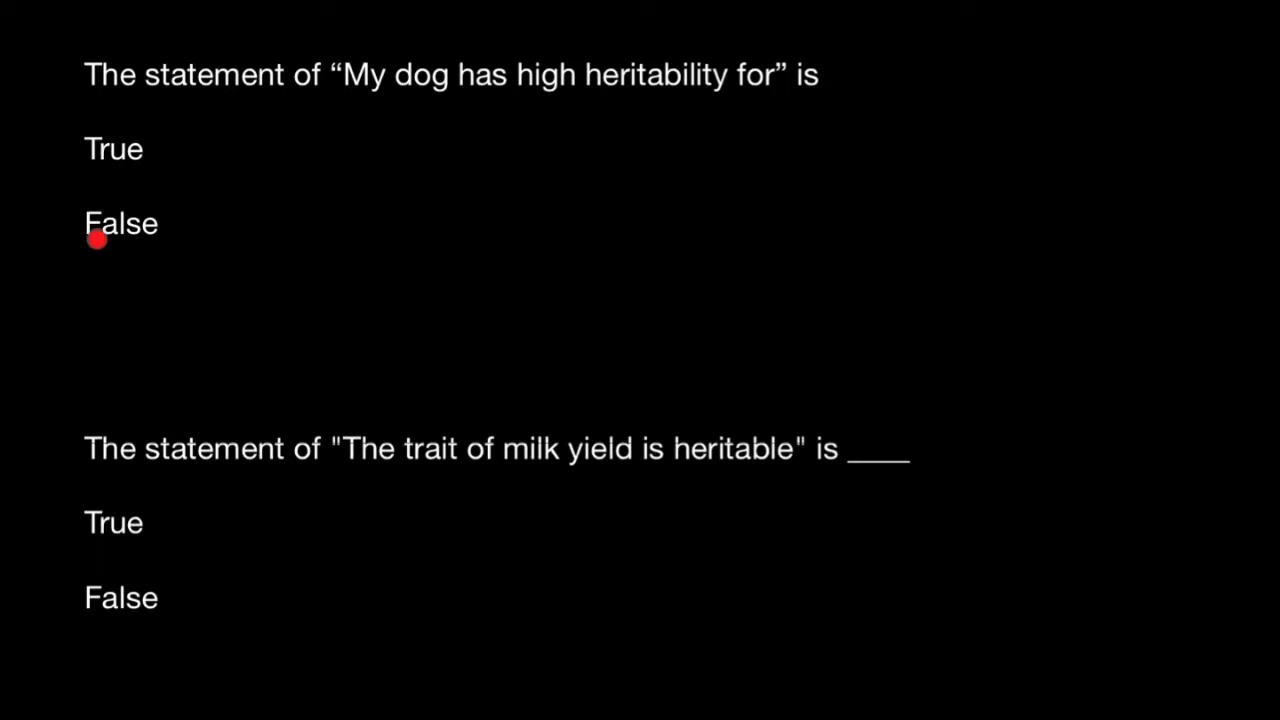 The statement of “My dog has high heritability for” is
True
False
The statement of "The trait of milk yield is heritable" is ____
True
False